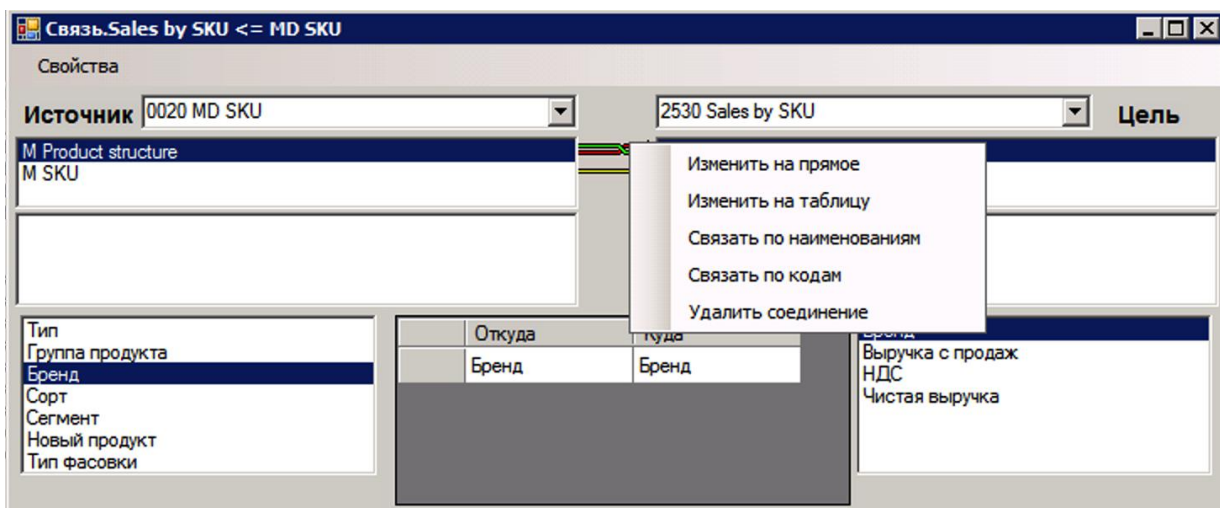 Связь.Sales by SKU <= MD SKU
Свойства
Источник 0020 MD SKU 2530 Sales by SKU Цель
M Product structure
M SKU
Изменить на прямое
Изменить на таблицу
Связать по наименованиям
Связать по кодам
Удалить соединение
Тип
Группа продукта
Бренд
Сорт
Сегмент
Новый продукт
Тип фасовки
Откуда Куда
Бренд Бренд
Бренд
Выручка с продаж
НДС
Чистая выручка